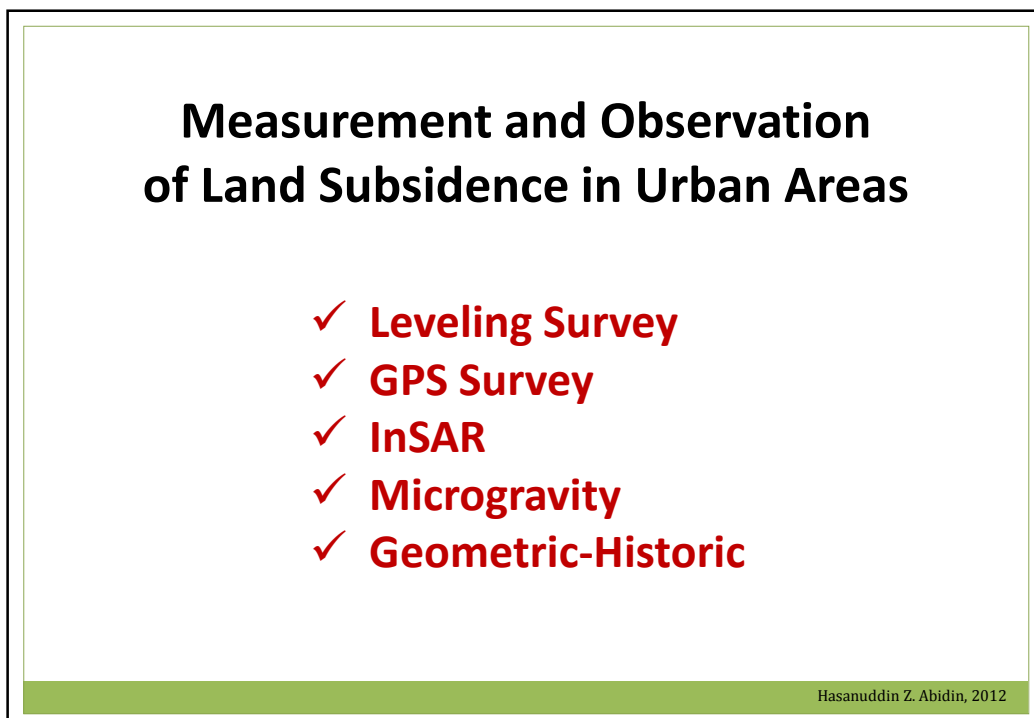 Measurement and Observation
of Land Subsidence in Urban Areas
✓ Leveling Survey
✓ GPS Survey
✓ InSAR
✓ Microgravity
✓ Geometric-Historic
Hasanuddin Z. Abidin, 2012